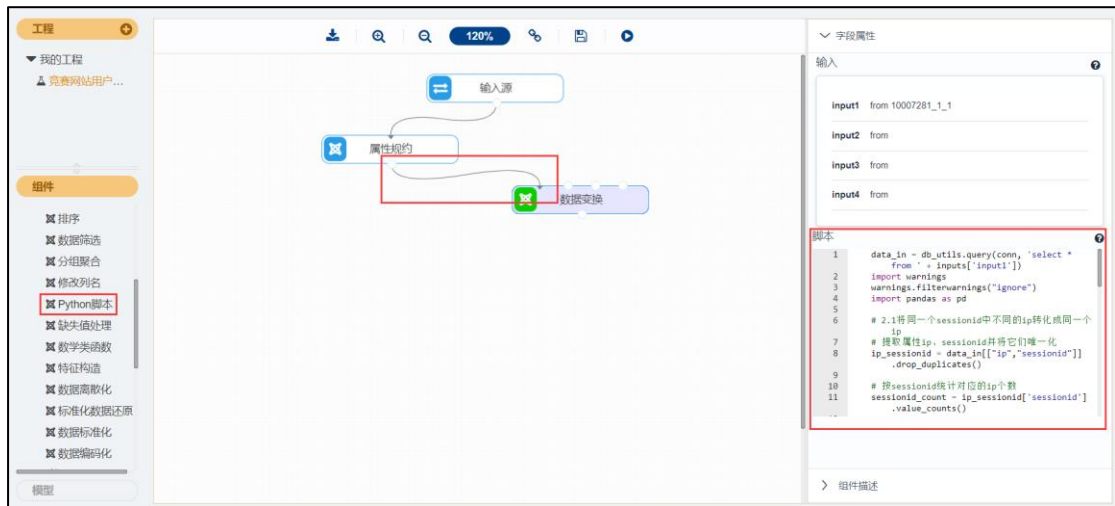 工程
我的工程
竞赛网站用户…
组件
排序
数据筛选
分组聚合
修改列名
Python脚本
缺失值处理
数学类函数
特征构造
数据离散化
标准化数据还原
数据标准化
数据编码化
模型
120%
输入源
属性规约
数据变换
字段属性
输入
input1 from 10007281_1_1
input2 from
input3 from
input4 from
脚本
1 data_in = db_utils.query(conn, 'select *
from ' + inputs['input1'])
2 import warnings
3 warnings.filterwarnings("ignore")
4 import pandas as pd
5
6 # 2.1将同一个sessionid中不同的ip转化成同一个
ip
7 # 提取属性ip、sessionid并将它们唯一化
8 ip_sessionid = data_in[["ip","sessionid"]]
.drop_duplicates()
9
10 # 按sessionid统计对应的ip个数
11 sessionid_count = ip_sessionid['sessionid']
.value_counts()
组件描述